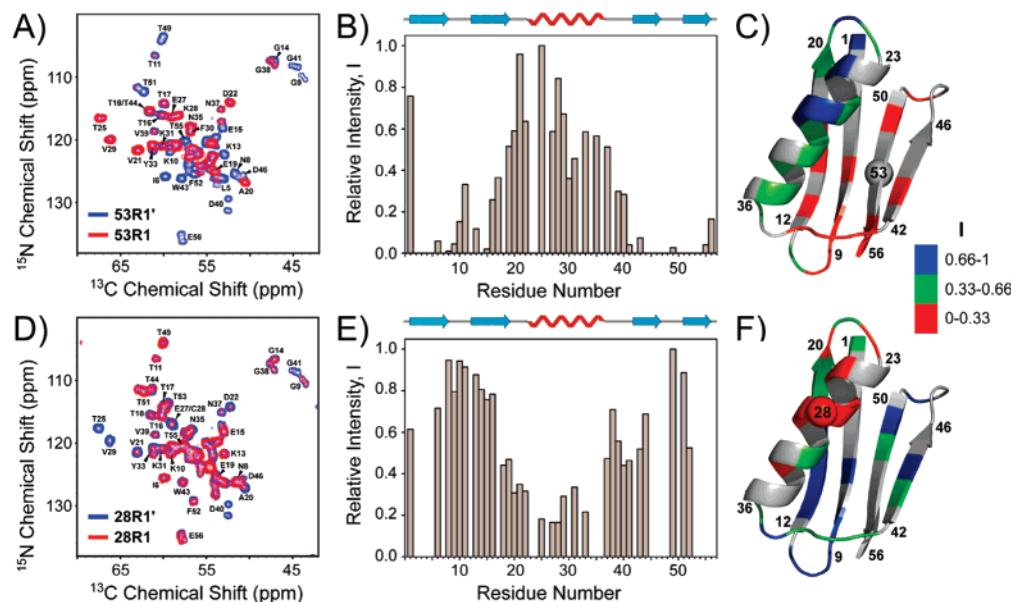 A)
T49
T11
G14
G38
G41
G9
T51
T17
T18/T44
E27
K28
N37
D22
T25
T16
T55
N35
F30
E15
V29
V39
K31
K13
V21
Y33
K10
E19
N8
I6
W43
F52
L5
D46
A20
D40
E56
53R1'
53R1
110
120
130
15N Chemical Shift (ppm)
65 55 45
13C Chemical Shift (ppm)
B)
1.0
0.8
0.6
0.4
0.2
0.0
Relative Intensity, I
10 20 30 40 50
Residue Number
C)
20
1
23
50
46
53
36
12
9
42
56
I
0.66-1
0.33-0.66
0-0.33
D)
T49
T11
G14
G38
G41
G9
T44
T51
T17
T53
T18
E27/C28
N37
D22
T25
T16
N35
V29
V39
T55
E15
V21
Y33
K31
K10
K13
E19
N8
I6
W43
D46
A20
F52
D40
E56
28R1'
28R1
110
120
130
15N Chemical Shift (ppm)
65 55 45
13C Chemical Shift (ppm)
E)
1.0
0.8
0.6
0.4
0.2
0.0
Relative Intensity, I
10 20 30 40 50
Residue Number
F)
20
1
23
50
46
28
36
12
9
42
56